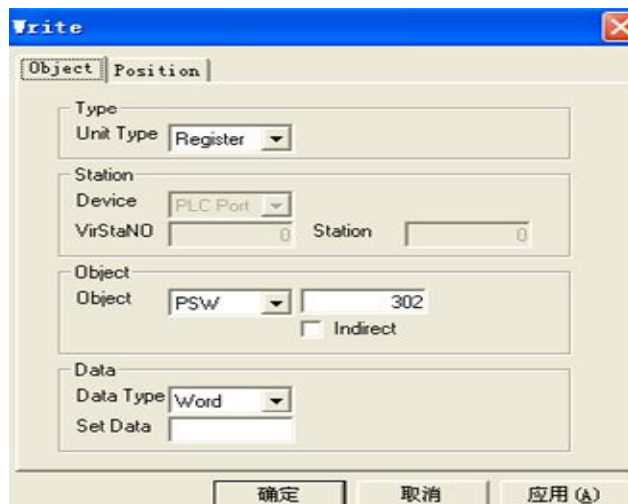 Write
Object Position
Type
Unit Type Register
Station
Device PLC Port
VirStaNO 0 Station 0
Object
Object PSW 302
Indirect
Data
Data Type Word
Set Data
确定 取消 应用(A)